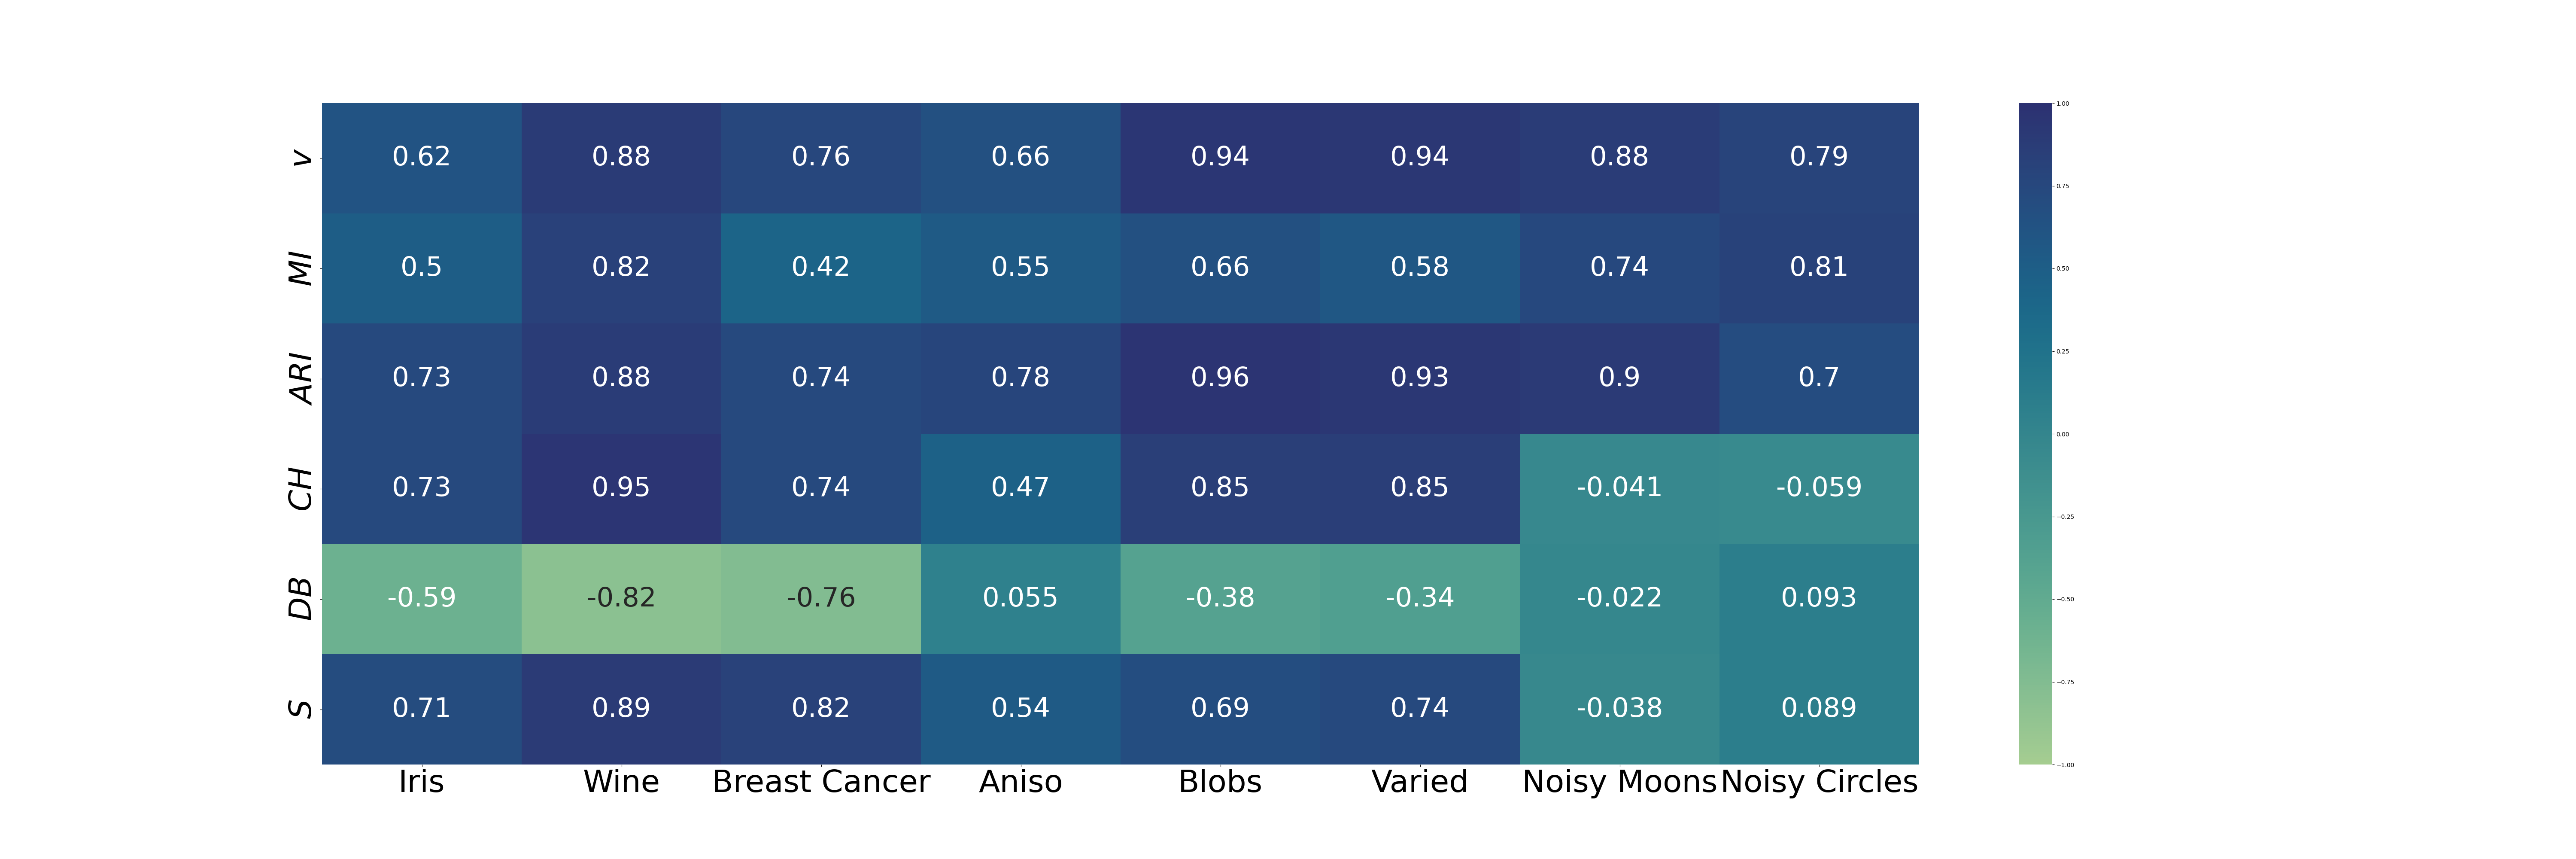 v 0.62 0.88 0.76 0.66 0.94 0.94 0.88 0.79
MI 0.5 0.82 0.42 0.55 0.66 0.58 0.74 0.81
ARI 0.73 0.88 0.74 0.78 0.96 0.93 0.9 0.7
CH 0.73 0.95 0.74 0.47 0.85 0.85 -0.041 -0.059
DB -0.59 -0.82 -0.76 0.055 -0.38 -0.34 -0.022 0.093
S 0.71 0.89 0.82 0.54 0.69 0.74 -0.038 0.089
Iris Wine Breast Cancer Aniso Blobs Varied Noisy Moons Noisy Circles
1.00
0.75
0.50
0.25
0.00
−0.25
−0.50
−0.75
−1.00